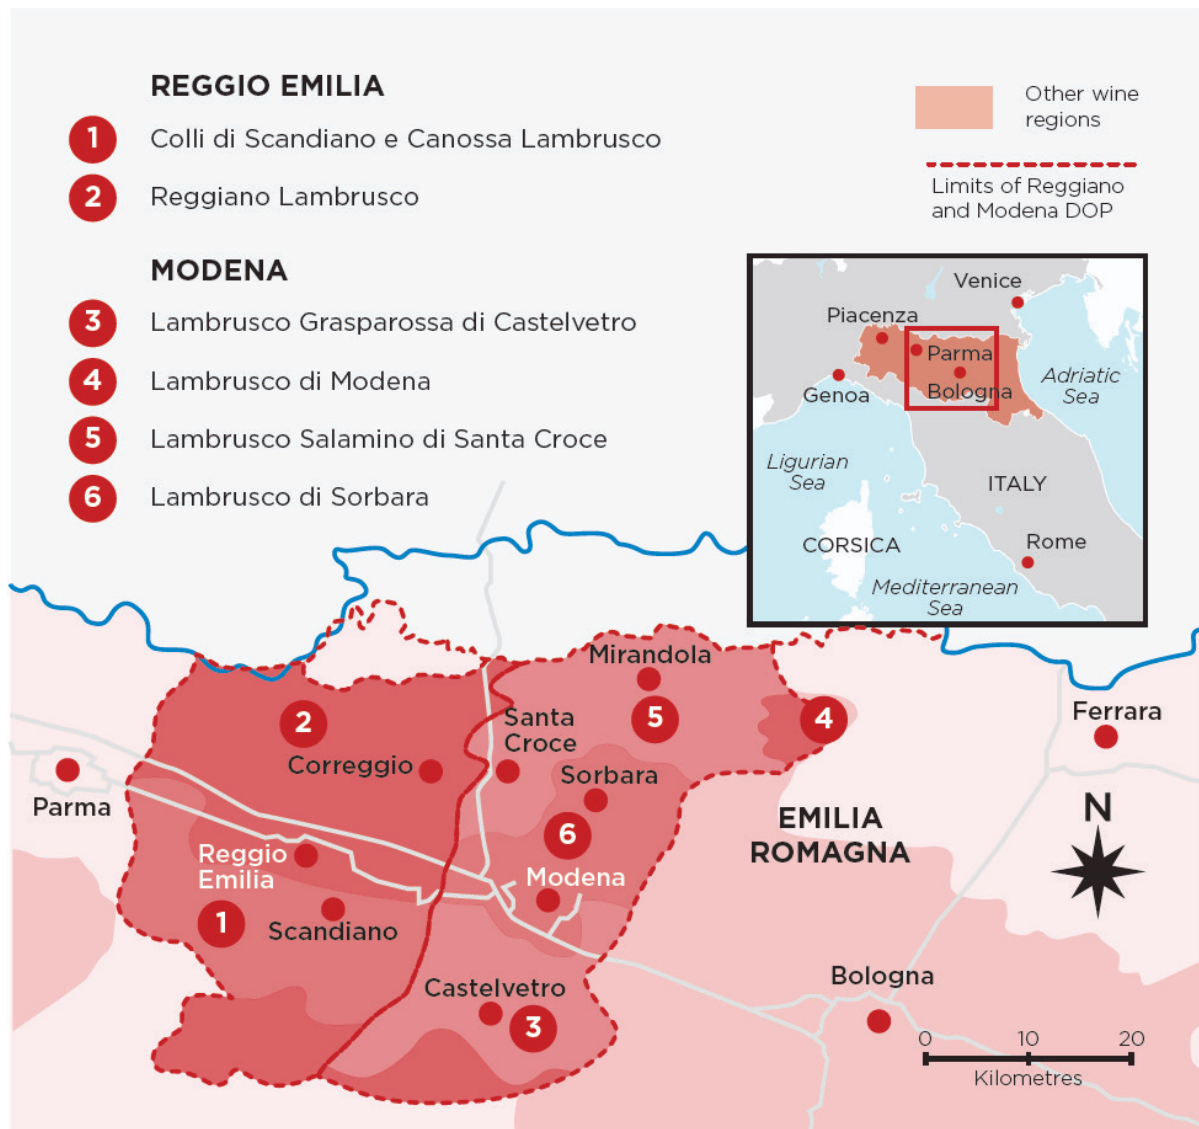 REGGIO EMILIA
1 Colli di Scandiano e Canossa Lambrusco
2 Reggiano Lambrusco
MODENA
3 Lambrusco Grasparossa di Castelvetro
4 Lambrusco di Modena
5 Lambrusco Salamino di Santa Croce
6 Lambrusco di Sorbara
Other wine
regions
Limits of Reggiano
and Modena DOP
Venice
Piacenza
Parma
Bologna
Genoa
Adriatic
Sea
Ligurian
Sea
ITALY
CORSICA
Rome
Mediterranean
Sea
Mirandola
5
2
Santa
Croce
4
Ferrara
Correggio
Sorbara
Parma
6
EMILIA
ROMAGNA
N
Reggio
Emilia
Modena
1
Scandiano
Castelvetro
3
Bologna
0 10 20
Kilometres